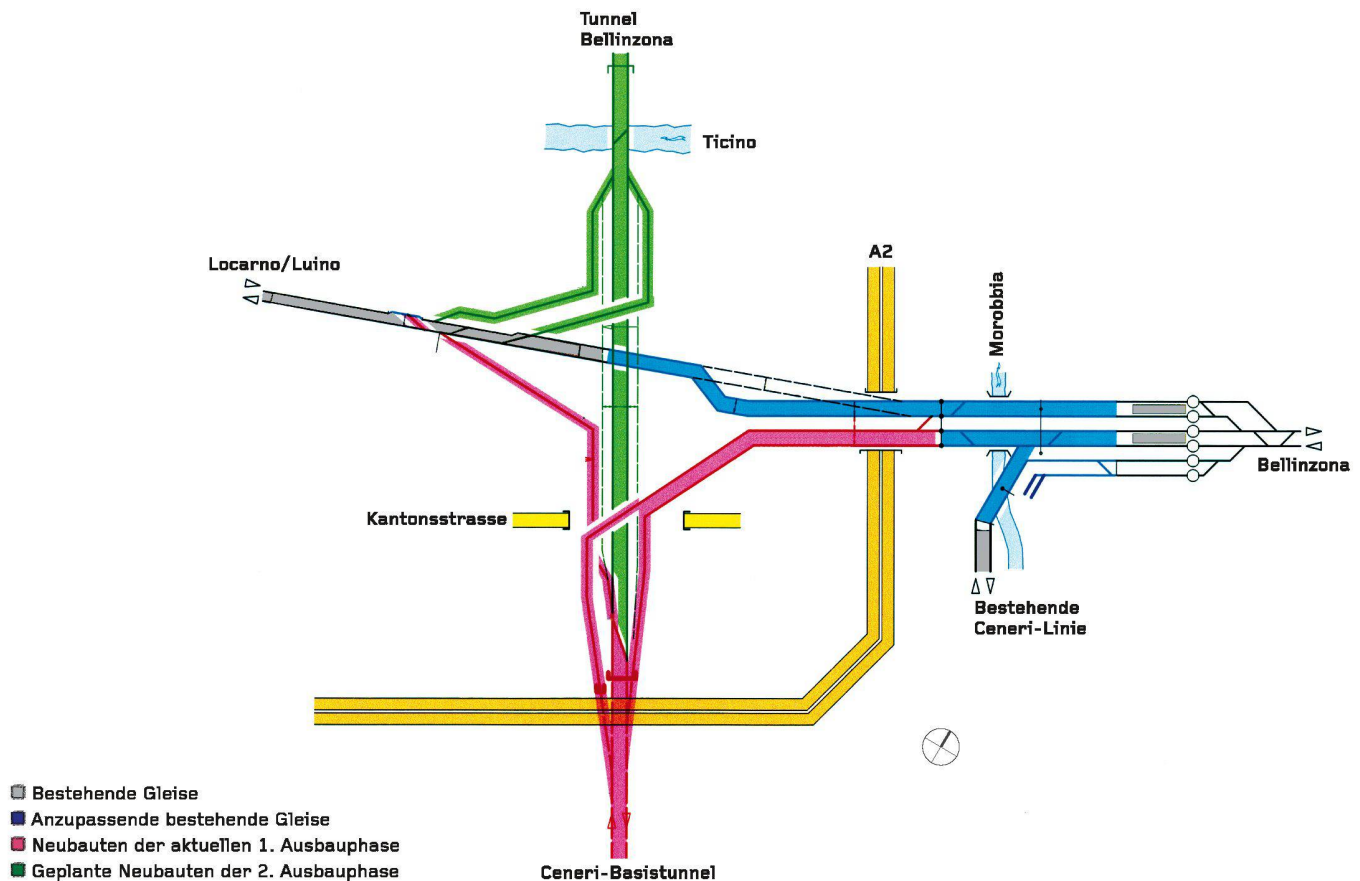 Tunnel
Bellinzona
Ticino
Locarno/Luino
A2
Morobbia
Bellinzona
Kantonsstrasse
Bestehende
Ceneri-Linie
Bestehende Gleise
Anzupassende bestehende Gleise
Neubauten der aktuellen 1. Ausbauphase
Geplante Neubauten der 2. Ausbauphase
Ceneri-Basistunnel